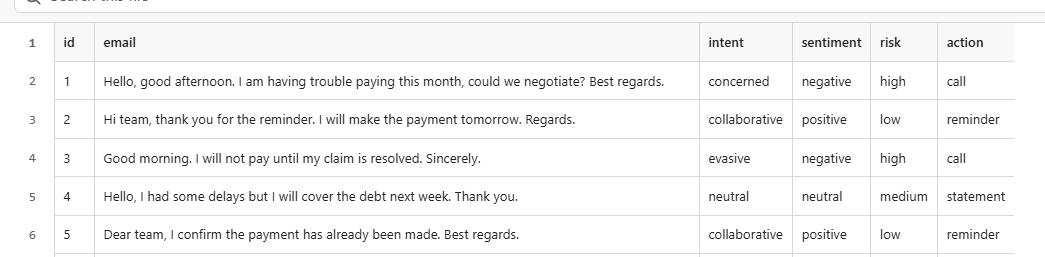 1 id email intent sentiment risk action
2 1 Hello, good afternoon. I am having trouble paying this month, could we negotiate? Best regards. concerned negative high call
3 2 Hi team, thank you for the reminder. I will make the payment tomorrow. Regards. collaborative positive low reminder
4 3 Good morning. I will not pay until my claim is resolved. Sincerely. evasive negative high call
5 4 Hello, I had some delays but I will cover the debt next week. Thank you. neutral neutral medium statement
6 5 Dear team, I confirm the payment has already been made. Best regards. collaborative positive low reminder